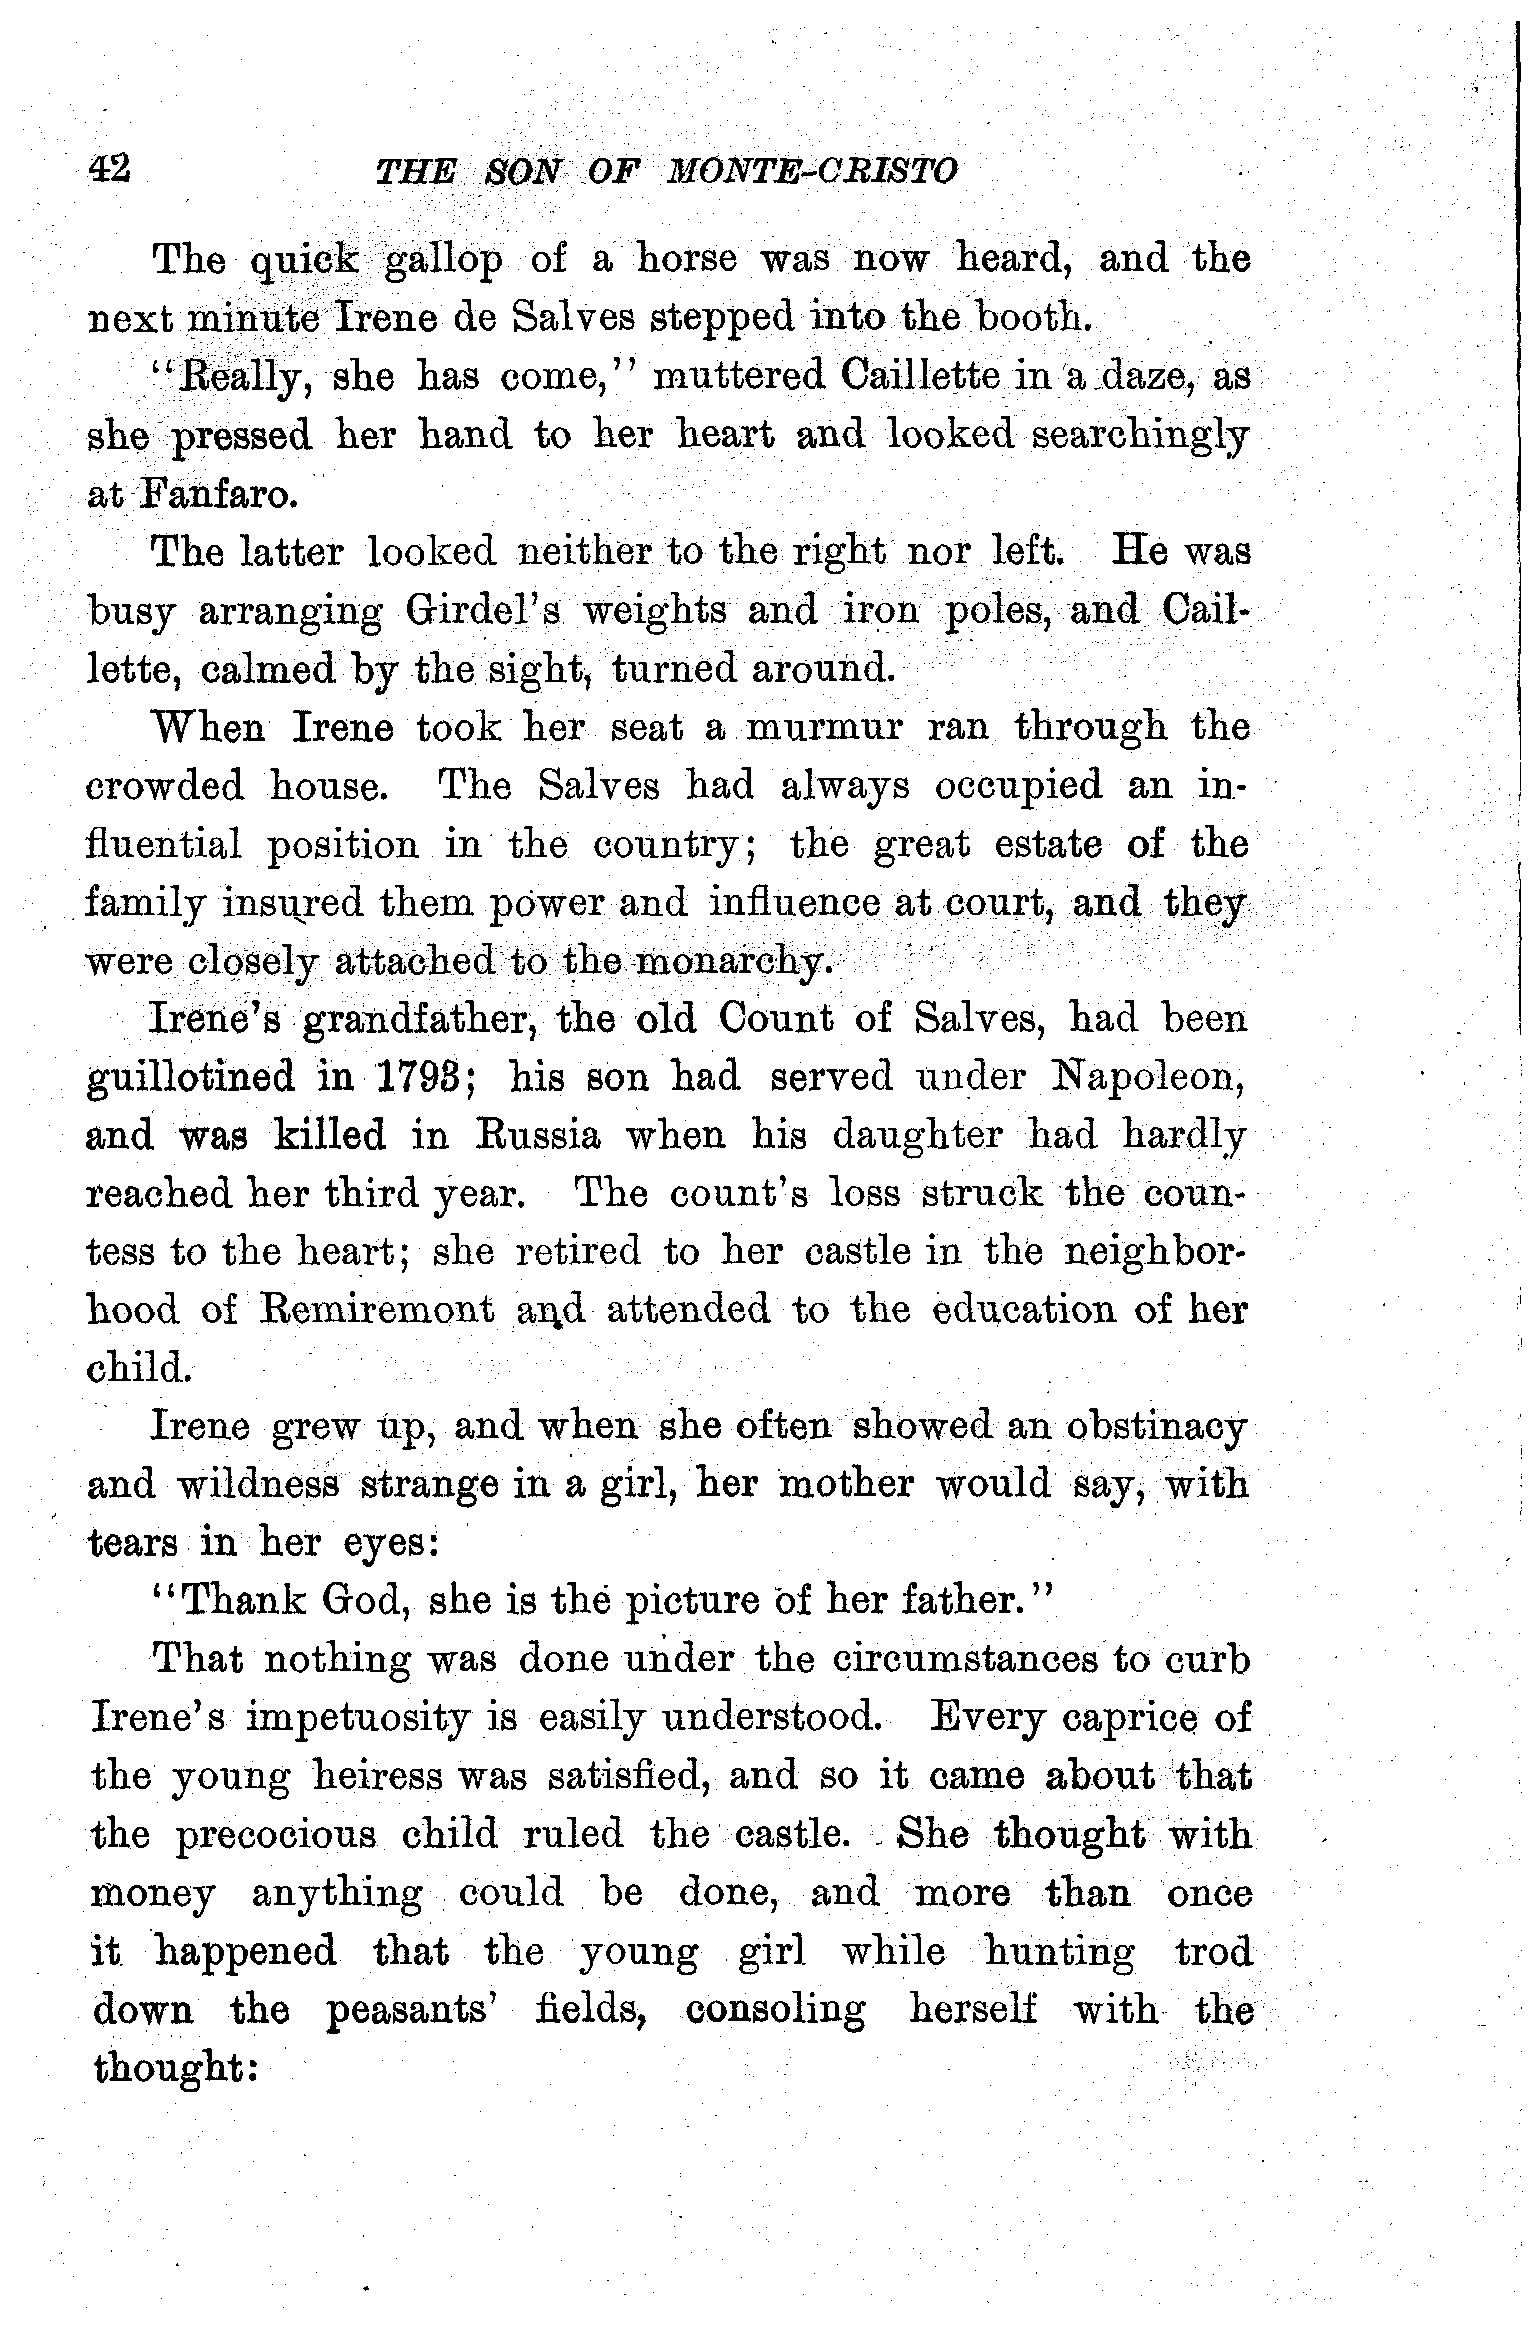 42 THE SON OF MONTE-CRISTO
The quick gallop of a horse was now heard, and the
next minute Irene de Salves stepped into the booth.
"Really, she has come," muttered Caillette in a daze, as
she pressed her hand to her heart and looked searchingly
at Fanfaro.
The latter looked neither to the right nor left. He was
busy arranging Girdel's weights and iron poles, and Cail-
lette, calmed by the sight, turned around.
When Irene took her seat a murmur ran through the
crowded house. The Salves had always occupied an in-
fluential position in the country; the great estate of the
family insured them power and influence at court, and they
were closely attached to the monarchy.
Irene's grandfather, the old Count of Salves, had been
guillotined in 1793; his son had served under Napoleon,
and was killed in Russia when his daughter had hardly
reached her third year. The count's loss struck the coun-
tess to the heart; she retired to her castle in the neighbor-
hood of Remiremont and attended to the education of her
child.
Irene grew up, and when she often showed an obstinacy
and wildness strange in a girl, her mother would say, with
tears in her eyes:
"Thank God, she is the picture of her father."
That nothing was done under the circumstances to curb
Irene's impetuosity is easily understood. Every caprice of
the young heiress was satisfied, and so it came about that
the precocious child ruled the castle. She thought with
money anything could be done, and more than once
it happened that the young girl while hunting trod
down the peasants' fields, consoling herself with the
thought: